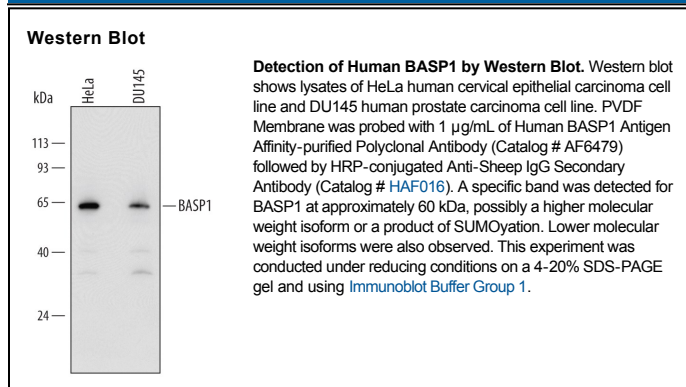 Western Blot
kDa
HeLa
DU145
113
93
65
BASP1
40
24
Detection of Human BASP1 by Western Blot. Western blot
shows lysates of HeLa human cervical epithelial carcinoma cell
line and DU145 human prostate carcinoma cell line. PVDF
Membrane was probed with 1 µg/mL of Human BASP1 Antigen
Affinity-purified Polyclonal Antibody (Catalog # AF6479)
followed by HRP-conjugated Anti-Sheep IgG Secondary
Antibody (Catalog # HAF016). A specific band was detected for
BASP1 at approximately 60 kDa, possibly a higher molecular
weight isoform or a product of SUMOyation. Lower molecular
weight isoforms were also observed. This experiment was
conducted under reducing conditions on a 4-20% SDS-PAGE
gel and using Immunoblot Buffer Group 1.